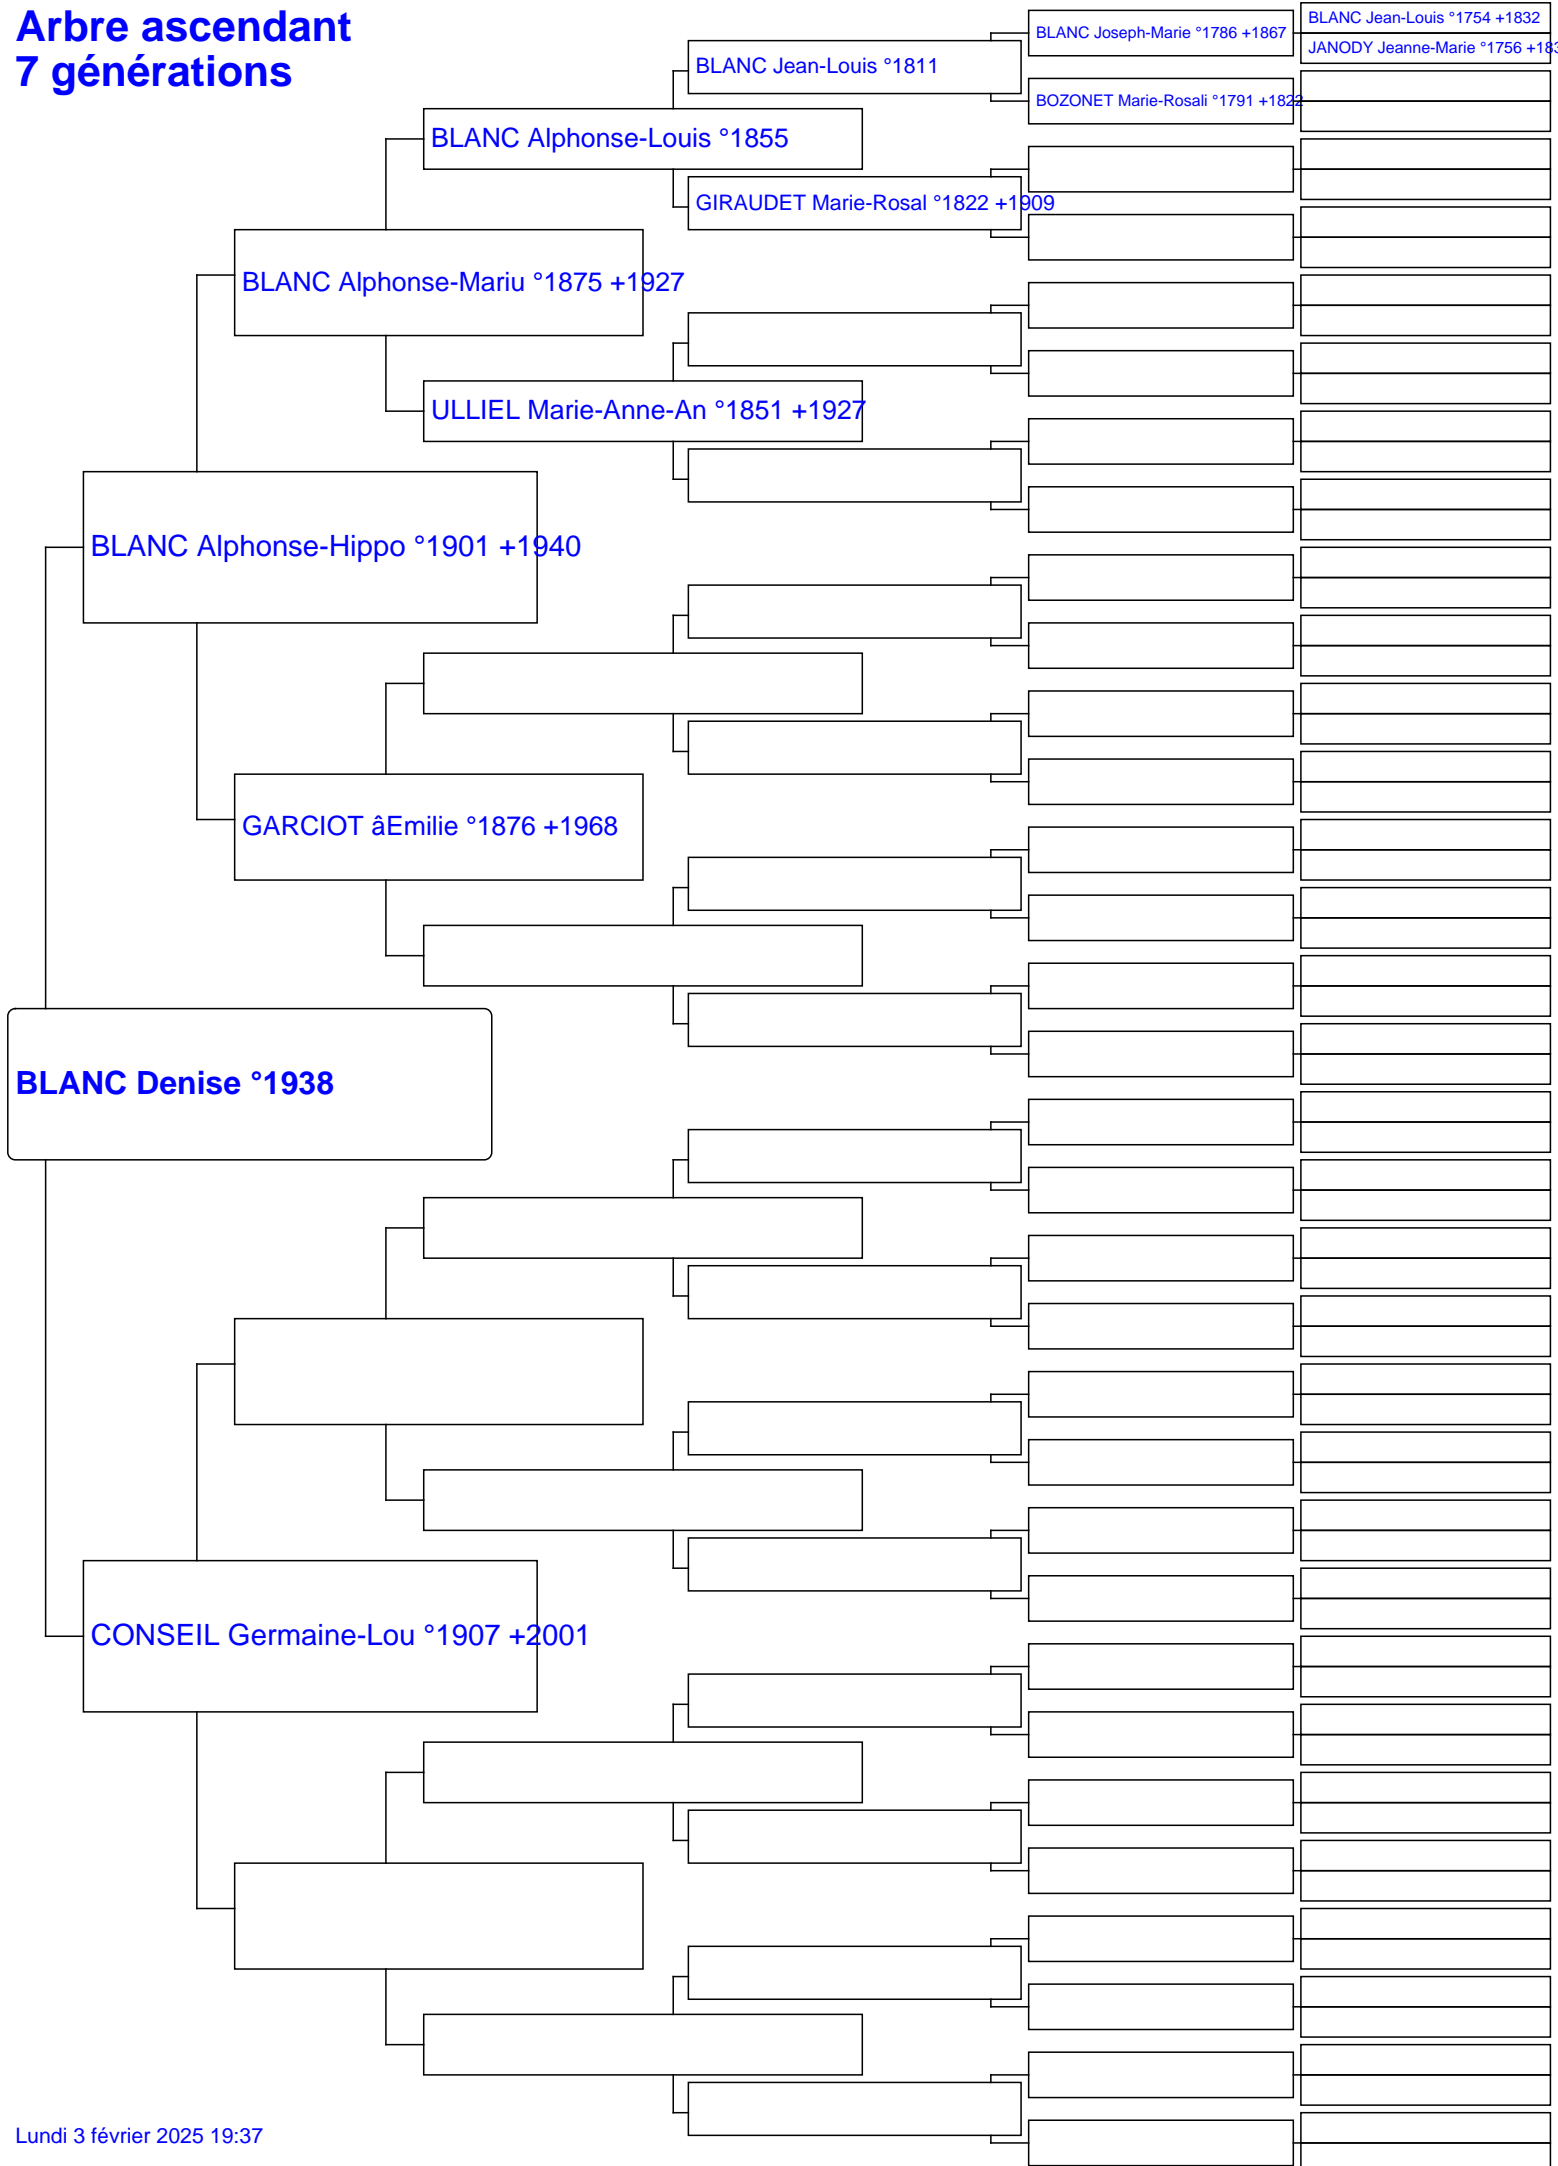 Arbre ascendant
7 générations
BLANC Jean-Louis °1754 +1832
BLANC Joseph-Marie °1786 +1867
JANODY Jeanne-Marie °1756 +183
BLANC Jean-Louis °1811
BOZONET Marie-Rosali °1791 +1822
BLANC Alphonse-Louis °1855
GIRAUDET Marie-Rosal °1822 +1909
BLANC Alphonse-Mariu °1875 +1927
ULLIEL Marie-Anne-An °1851 +1927
BLANC Alphonse-Hippo °1901 +1940
GARCIOT âEmilie °1876 +1968
BLANC Denise °1938
CONSEIL Germaine-Lou °1907 +2001
Lundi 3 février 2025 19:37